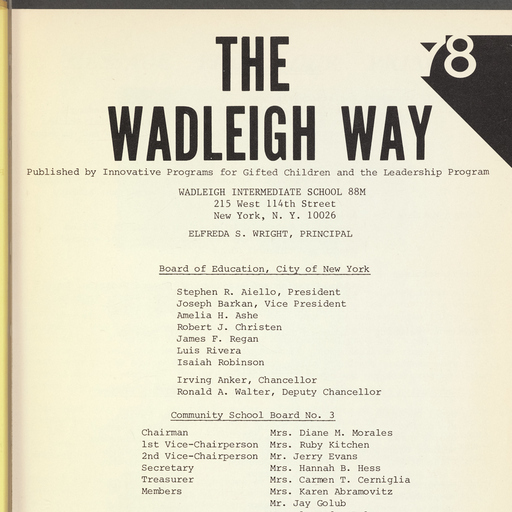 THE
78
WADLEIGH WAY
Published by Innovative Programs for Gifted Children and the Leadership Program
WADLEIGH INTERMEDIATE SCHOOL 88M
215 West 114th Street
New York, N. Y. 10026
ELFREDA S. WRIGHT, PRINCIPAL
Board of Education, City of New York
Stephen R. Aiello, President
Joseph Barkan, Vice President
Amelia H. Ashe
Robert J. Christen
James F. Regan
Luis Rivera
Isaiah Robinson
Irving Anker, Chancellor
Ronald A. Walter, Deputy Chancellor
Community School Board No. 3
Chairman Mrs. Diane M. Morales
1st Vice-Chairperson Mrs. Ruby Kitchen
2nd Vice-Chairperson Mr. Jerry Evans
Secretary Mrs. Hannah B. Hess
Treasurer Mrs. Carmen T. Cerniglia
Members Mrs. Karen Abramovitz
Mr. Jay Golub